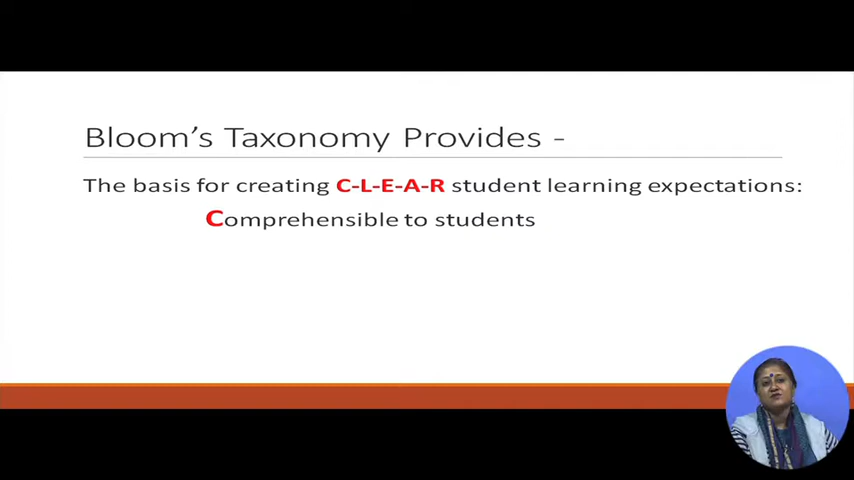 Bloom's Taxonomy Provides -
The basis for creating C-L-E-A-R student learning expectations:
Comprehensible to students